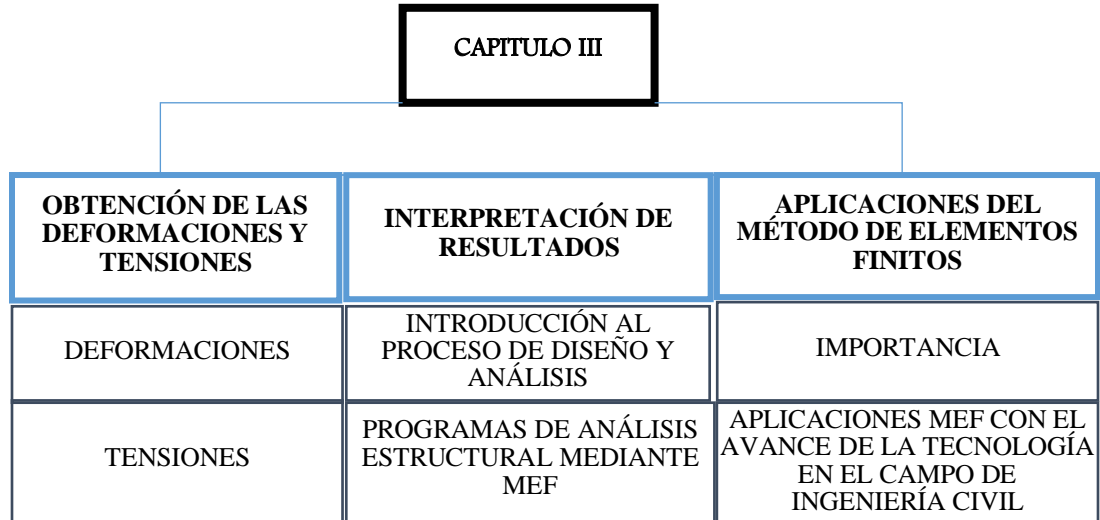 CAPITULO III
OBTENCIÓN DE LAS
DEFORMACIONES Y
TENSIONES
INTERPRETACIÓN DE
RESULTADOS
APLICACIONES DEL
MÉTODO DE ELEMENTOS
FINITOS
DEFORMACIONES
INTRODUCCIÓN AL
PROCESO DE DISEÑO Y
ANÁLISIS
IMPORTANCIA
TENSIONES
PROGRAMAS DE ANÁLISIS
ESTRUCTURAL MEDIANTE
MEF
APLICACIONES MEF CON EL
AVANCE DE LA TECNOLOGÍA
EN EL CAMPO DE
INGENIERÍA CIVIL